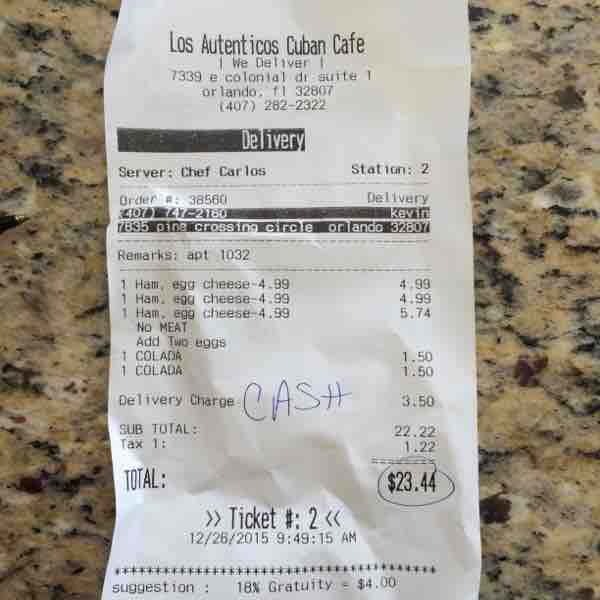 Los Autenticos Cuban Cafe
| We Deliver |
7339 e colonial dr suite 1
orlando, fl 32807
(407) 282-2322
Delivery
Server: Chef Carlos Station: 2
Order #: 38560 Delivery
(407) 747-2180 kevin
7835 pine crossing circle orlando 32807
Remarks: apt 1032
1 Ham, egg cheese-4.99 4.99
1 Ham, egg cheese-4.99 4.99
1 Ham, egg cheese-4.99 5.74
No MEAT
Add Two eggs
1 COLADA 1.50
1 COLADA 1.50
Delivery Charge CASH 3.50
SUB TOTAL: 22.22
Tax 1: 1.22
TOTAL: $23.44
>> Ticket #: 2 <<
12/26/2015 9:49:15 AM
suggestion : 18% Gratuity = $4.00